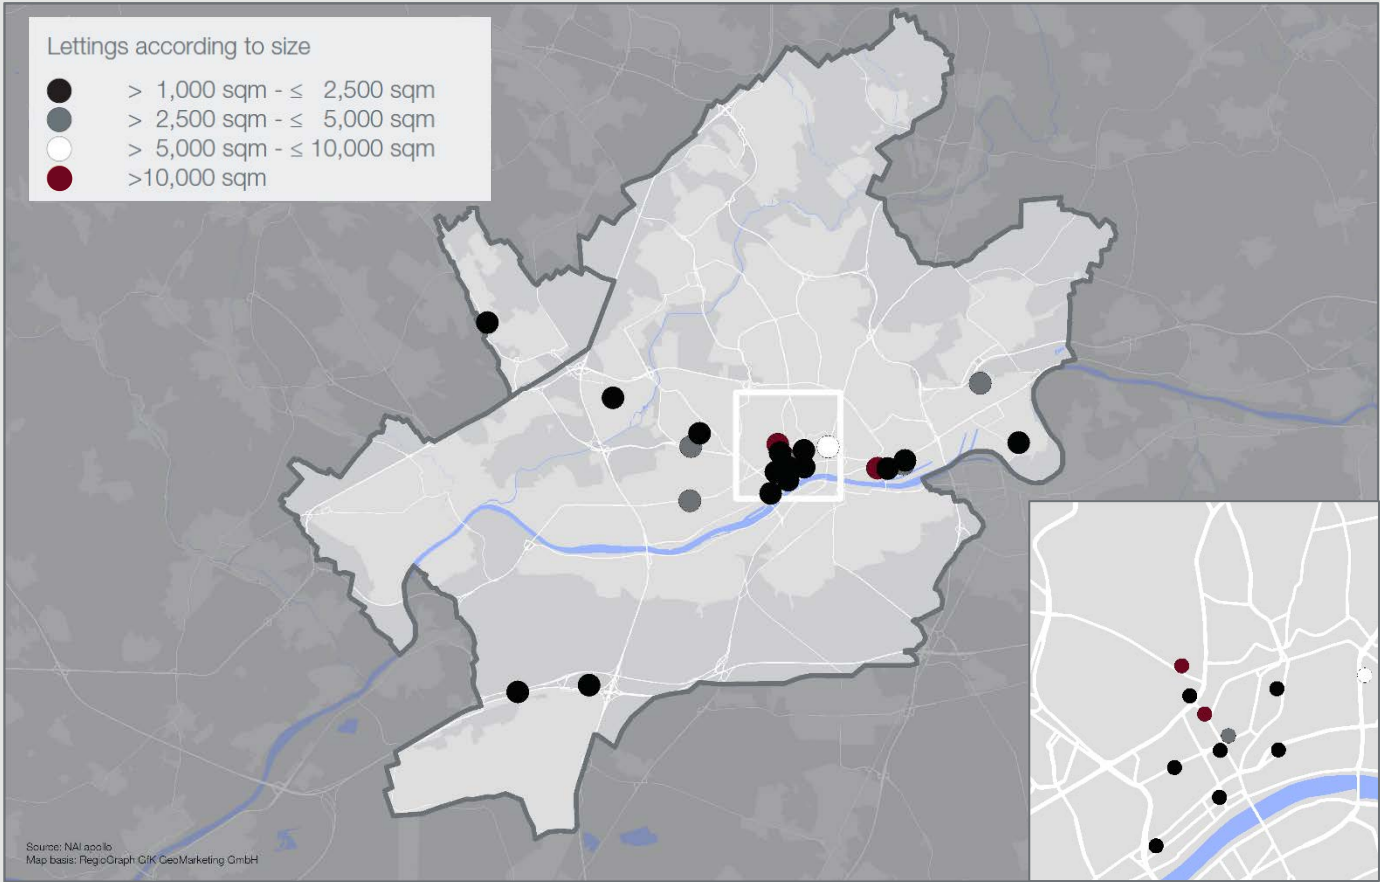 Lettings according to size
> 1,000 sqm - ≤ 2,500 sqm
> 2,500 sqm - ≤ 5,000 sqm
> 5,000 sqm - ≤ 10,000 sqm
>10,000 sqm
Source: NAI apollo
Map basis: RegioGraph GfK GeoMarketing GmbH